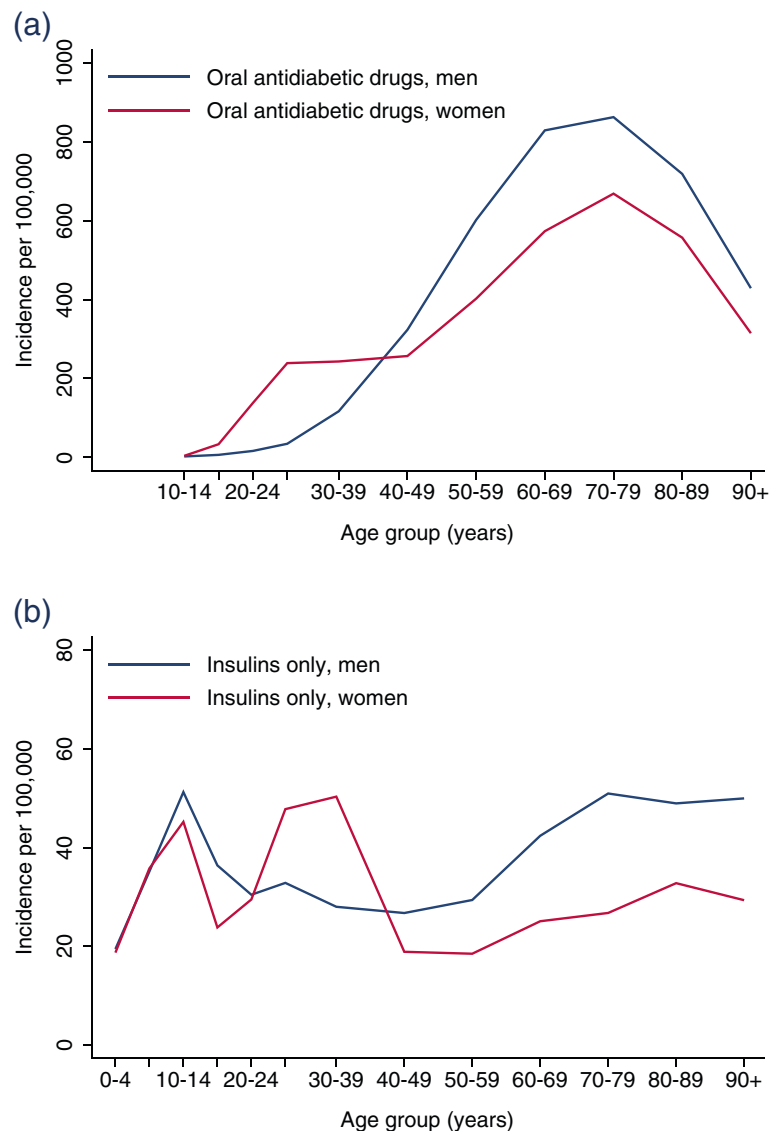 (a)
1000
800
600
400
200
0
Incidence per 100,000
Oral antidiabetic drugs, men
Oral antidiabetic drugs, women
10-14 20-24 30-39 40-49 50-59 60-69 70-79 80-89 90+
Age group (years)
(b)
80
60
40
20
0
Incidence per 100,000
Insulins only, men
Insulins only, women
0-4 10-14 20-24 30-39 40-49 50-59 60-69 70-79 80-89 90+
Age group (years)